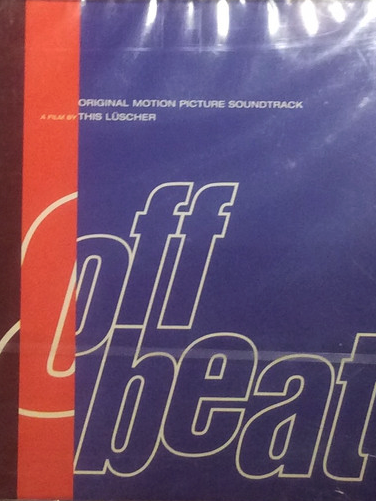 ORIGINAL MOTION PICTURE SOUNDTRACK
A FILM BY THIS LÜSCHER
off
beat